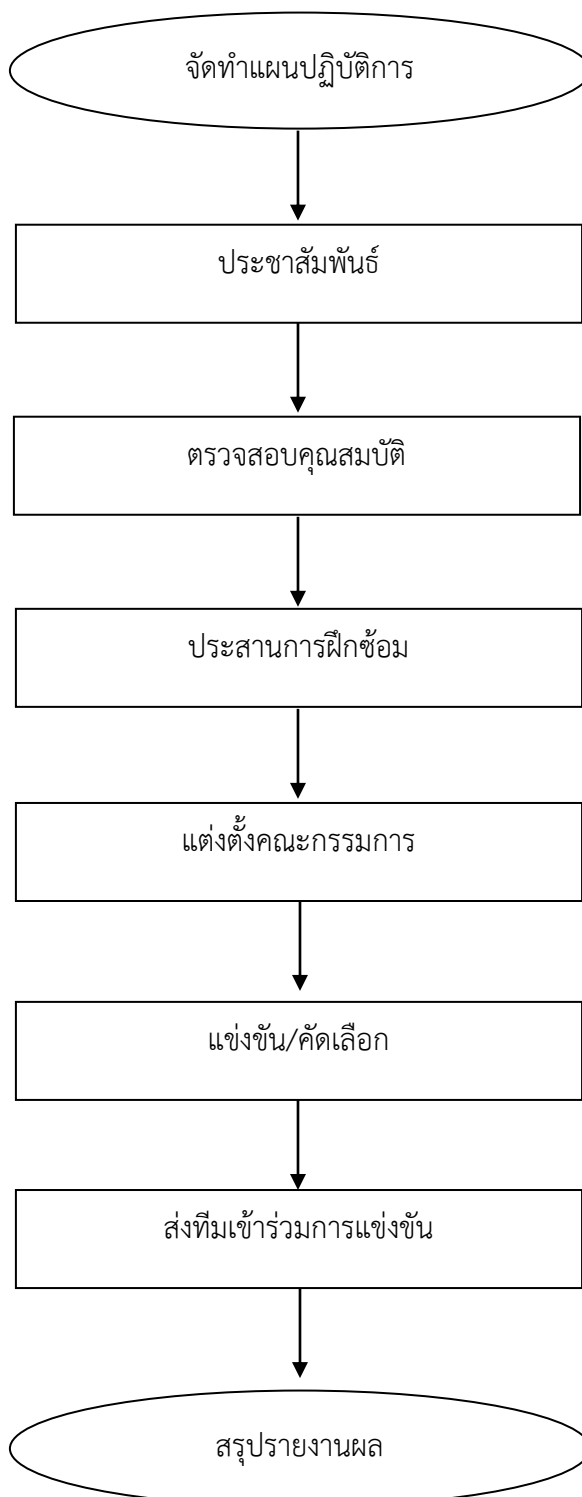 จัดทำแผนปฏิบัติการ
ประชาสัมพันธ์
ตรวจสอบคุณสมบัติ
ประสานการฝึกซ้อม
แต่งตั้งคณะกรรมการ
แข่งขัน/คัดเลือก
ส่งทีมเข้าร่วมการแข่งขัน
สรุปรายงานผล